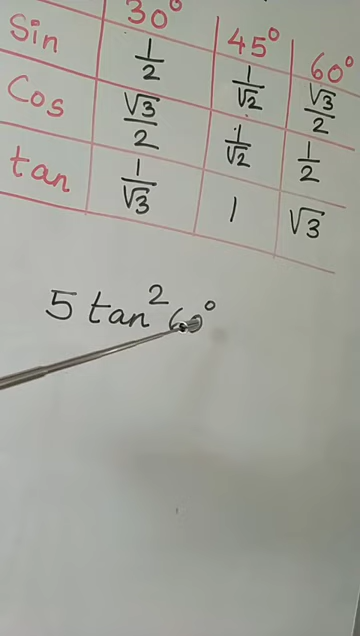 30° 45° 60°
Sin 1/2 1/√2 √3/2
Cos √3/2 1/√2 1/2
tan 1/√3 1 √3
5 tan² 60°